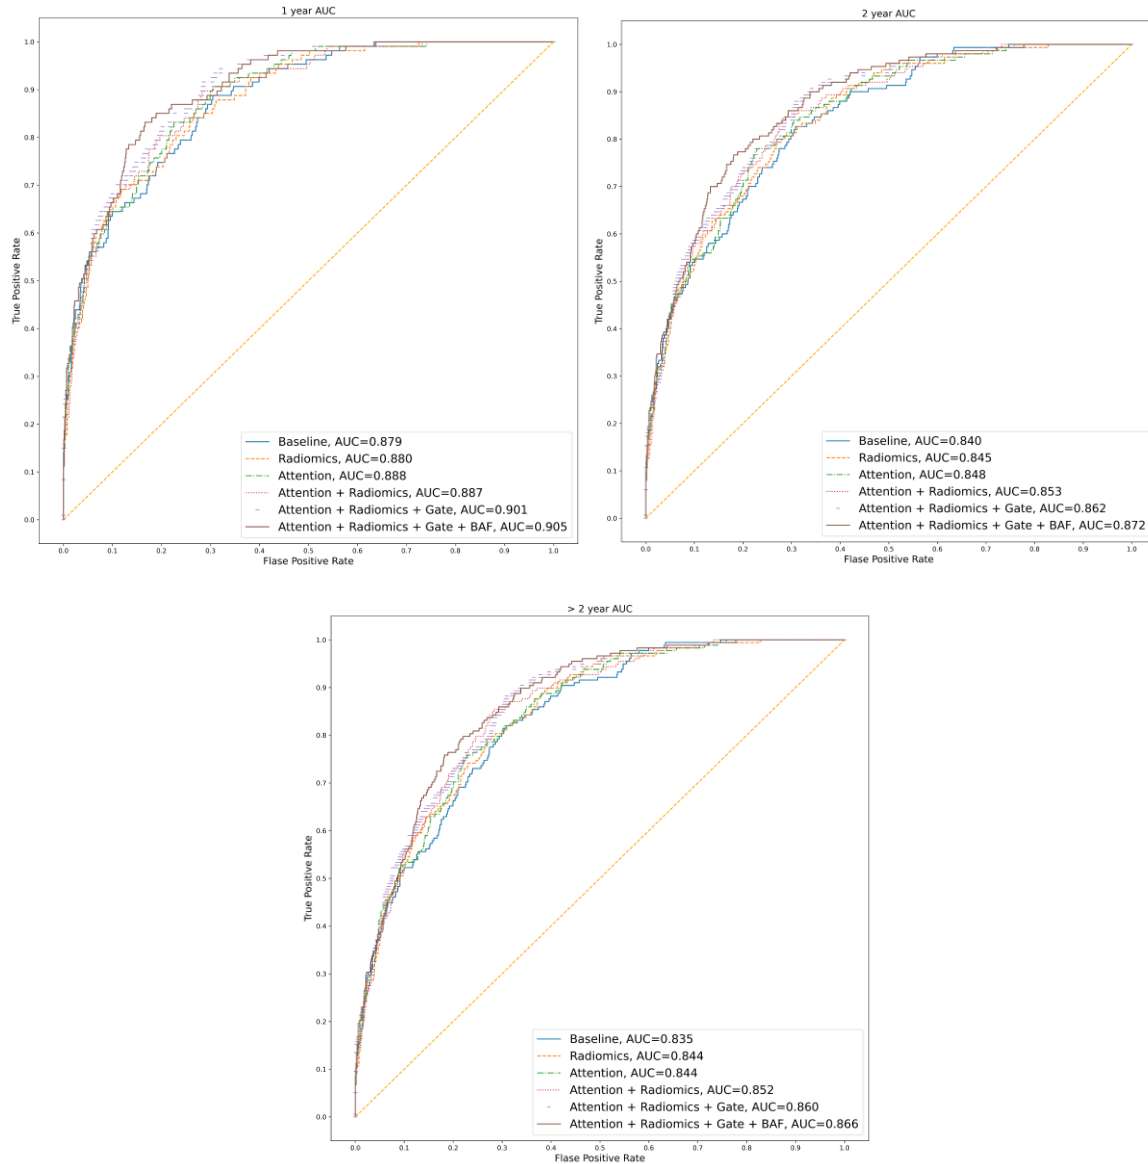 1 year AUC
1.0
0.9
0.8
0.7
0.6
0.5
0.4
0.3
0.2
0.1
0.0
True Positive Rate
Baseline, AUC=0.879
Radiomics, AUC=0.880
Attention, AUC=0.888
Attention + Radiomics, AUC=0.887
Attention + Radiomics + Gate, AUC=0.901
Attention + Radiomics + Gate + BAF, AUC=0.905
0.0 0.1 0.2 0.3 0.4 0.5 0.6 0.7 0.8 0.9 1.0
Flase Positive Rate
2 year AUC
1.0
0.9
0.8
0.7
0.6
0.5
0.4
0.3
0.2
0.1
0.0
True Positive Rate
Baseline, AUC=0.840
Radiomics, AUC=0.845
Attention, AUC=0.848
Attention + Radiomics, AUC=0.853
Attention + Radiomics + Gate, AUC=0.862
Attention + Radiomics + Gate + BAF, AUC=0.872
0.0 0.1 0.2 0.3 0.4 0.5 0.6 0.7 0.8 0.9 1.0
Flase Positive Rate
> 2 year AUC
1.0
0.9
0.8
0.7
0.6
0.5
0.4
0.3
0.2
0.1
0.0
True Positive Rate
Baseline, AUC=0.835
Radiomics, AUC=0.844
Attention, AUC=0.844
Attention + Radiomics, AUC=0.852
Attention + Radiomics + Gate, AUC=0.860
Attention + Radiomics + Gate + BAF, AUC=0.866
0.0 0.1 0.2 0.3 0.4 0.5 0.6 0.7 0.8 0.9 1.0
Flase Positive Rate